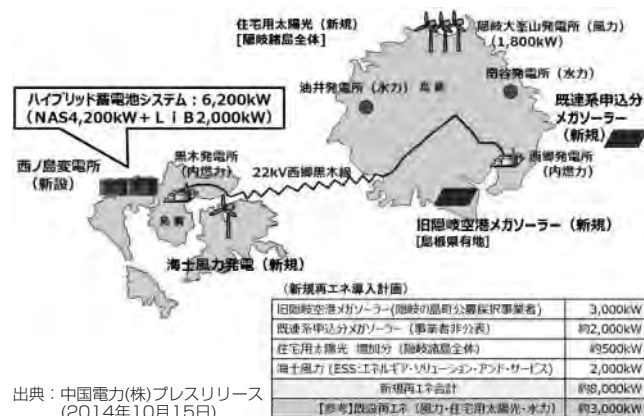 住宅用太陽光（新規）
[隠岐諸島全体]
隠岐大峯山発電所（風力）
（1,800kW）
油井発電所（水力）
島後
南谷発電所（水力）
既連系申込分
メガソーラー
（新規）
ハイブリッド蓄電池システム：6,200kW
（NAS4,200kW＋LｉB2,000kW）
西ノ島変電所
（新設）
黒木発電所
（内燃力）
22kV西郷黒木線
西郷発電所
（内燃力）
島前
旧隠岐空港メガソーラー（新規）
[島根県有地]
海士風力発電（新規）
（新規再エネ導入計画）
旧隠岐空港メガソーラー(隠岐の島町公募採択事業者) 3,000kW
既連系申込分メガソーラー（事業者非公表） 約2,000kW
住宅用太陽光 増加分（隠岐諸島全体） 約9500kW
海士風力（ESS:エネルギア･ソリューション･アンド･サービス） 2,000kW
新規再エネ合計 約8,000kW
【参考】既設再エネ（風力･住宅用太陽光･水力） 約3,000kW
出典：中国電力(株)プレスリリース
(2014年10月15日)